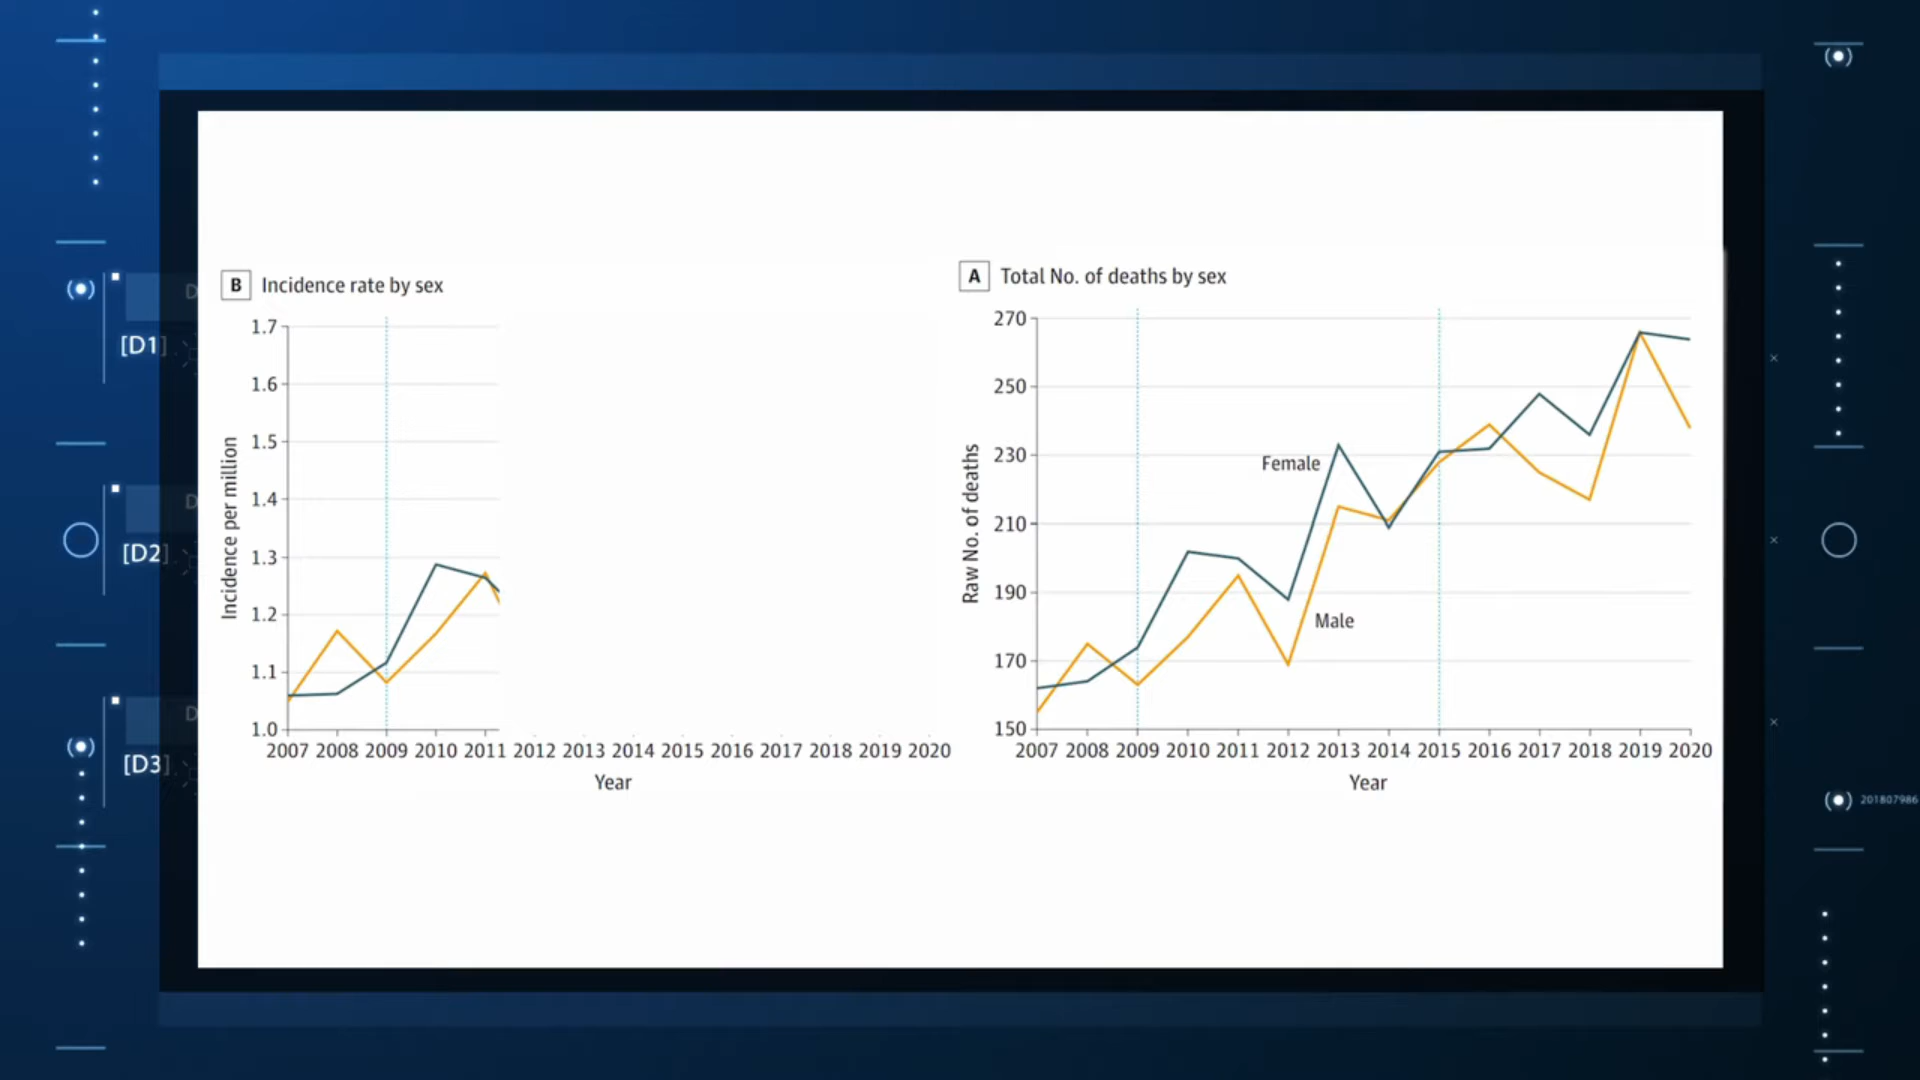 B Incidence rate by sex
1.7
1.6
1.5
1.4
1.3
1.2
1.1
1.0
Incidence per million
2007 2008 2009 2010 2011 2012 2013 2014 2015 2016 2017 2018 2019 2020
Year
A Total No. of deaths by sex
270
250
230
210
190
170
150
Raw No. of deaths
Female
Male
2007 2008 2009 2010 2011 2012 2013 2014 2015 2016 2017 2018 2019 2020
Year
D
[D1]
D
[D2]
D
[D3]
201807986